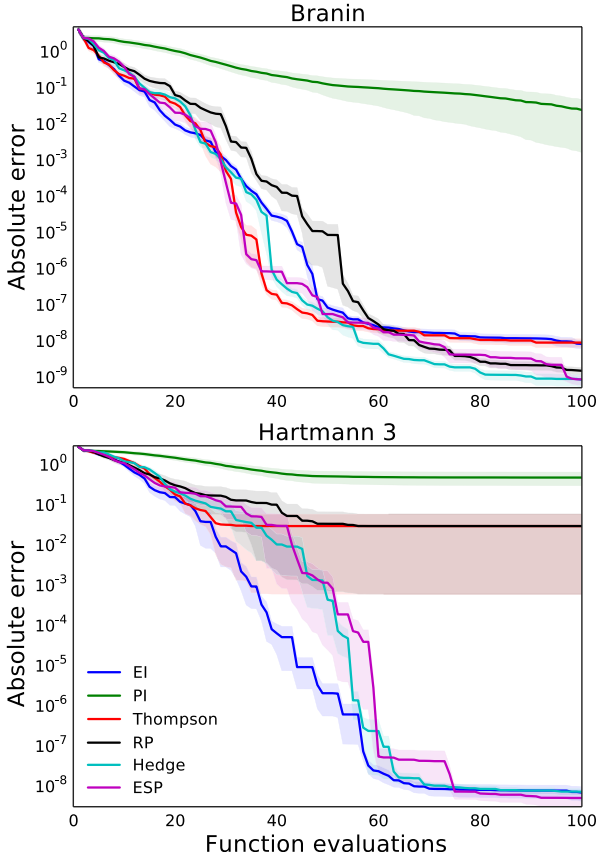 Branin
Absolute error
10^0
10^-1
10^-2
10^-3
10^-4
10^-5
10^-6
10^-7
10^-8
10^-9
0 20 40 60 80 100
Hartmann 3
Absolute error
10^0
10^-1
10^-2
10^-3
10^-4
10^-5
10^-6
10^-7
10^-8
EI
PI
Thompson
RP
Hedge
ESP
0 20 40 60 80 100
Function evaluations